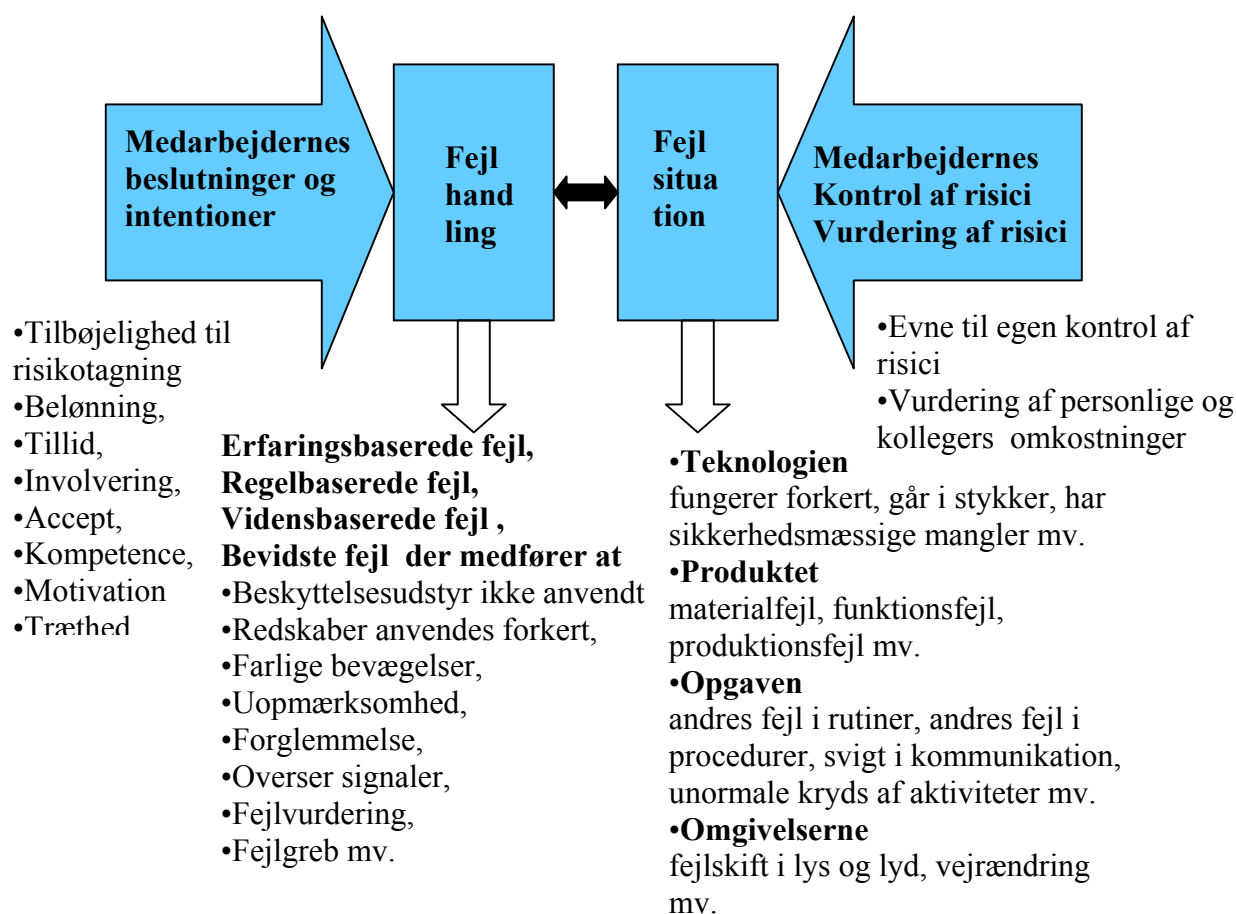 Medarbejdernes
beslutninger og
intentioner
Fejl
hand
ling
Fejl
situa
tion
Medarbejdernes
Kontrol af risici
Vurdering af risici
•Tilbøjelighed til
risikotagning
•Belønning,
•Tillid,
•Involvering,
•Accept,
•Kompetence,
•Motivation
•Træthed
Erfaringsbaserede fejl,
Regelbaserede fejl,
Vidensbaserede fejl ,
Bevidste fejl der medfører at
•Beskyttelsesudstyr ikke anvendt
•Redskaber anvendes forkert,
•Farlige bevægelser,
•Uopmærksomhed,
•Forglemmelse,
•Overser signaler,
•Fejlvurdering,
•Fejlgreb mv.
•Teknologien
fungerer forkert, går i stykker, har
sikkerhedsmæssige mangler mv.
•Produktet
materialfejl, funktionsfejl,
produktionsfejl mv.
•Opgaven
andres fejl i rutiner, andres fejl i
procedurer, svigt i kommunikation,
unormale kryds af aktiviteter mv.
•Omgivelserne
fejlskift i lys og lyd, vejrændring
mv.
•Evne til egen kontrol af
risici
•Vurdering af personlige og
kollegers omkostninger